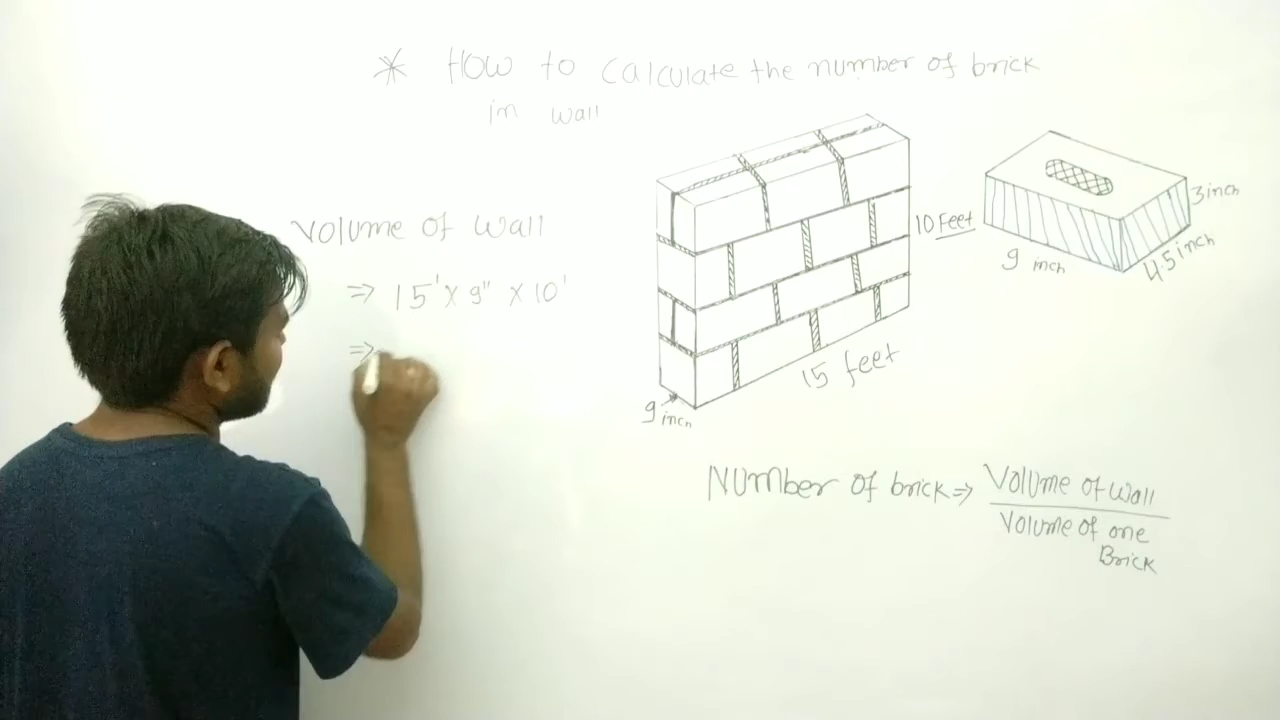 * How to calculate the number of brick
in wall
Volume of Wall
⇒ 15' x 9" x 10'
⇒
10 Feet
3 inch
9 inch
4.5 inch
15 feet
9 inch
Number of brick ⇒ Volume of Wall
Volume of one
Brick